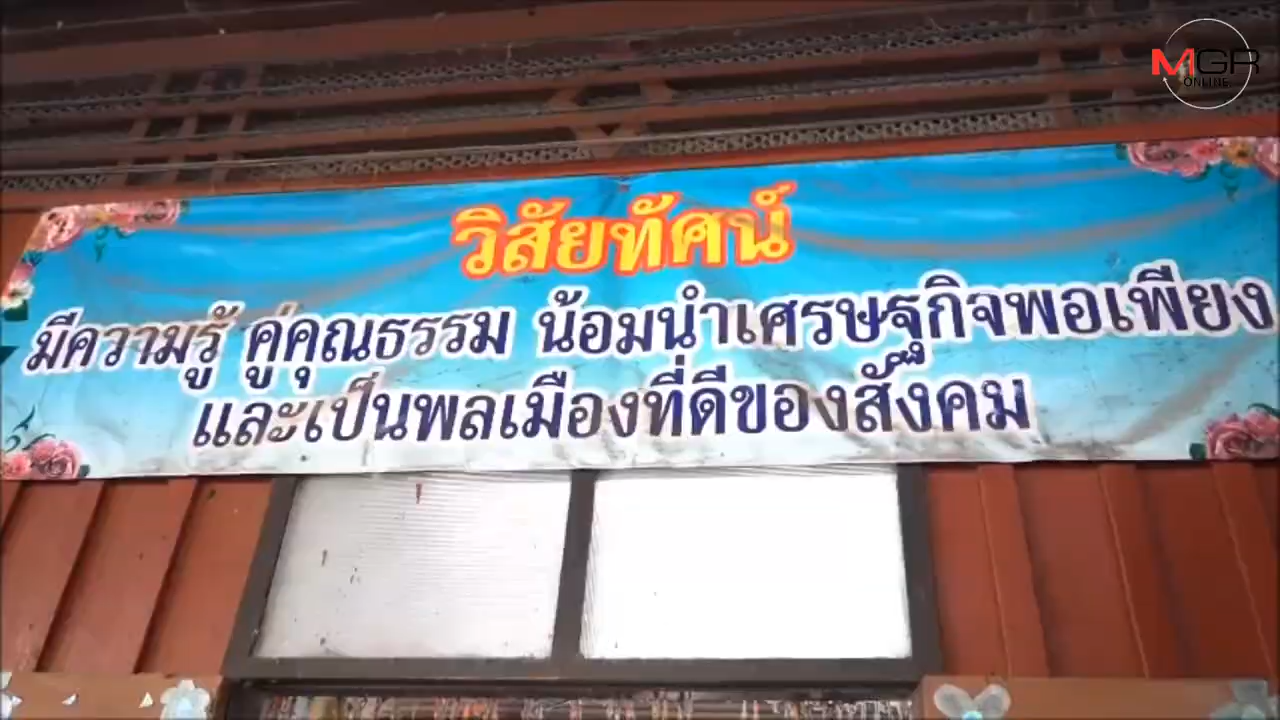 MGR
ONLINE
วิสัยทัศน์
มีความรู้ คู่คุณธรรม น้อมนำเศรษฐกิจพอเพียง
และเป็นพลเมืองที่ดีของสังคม